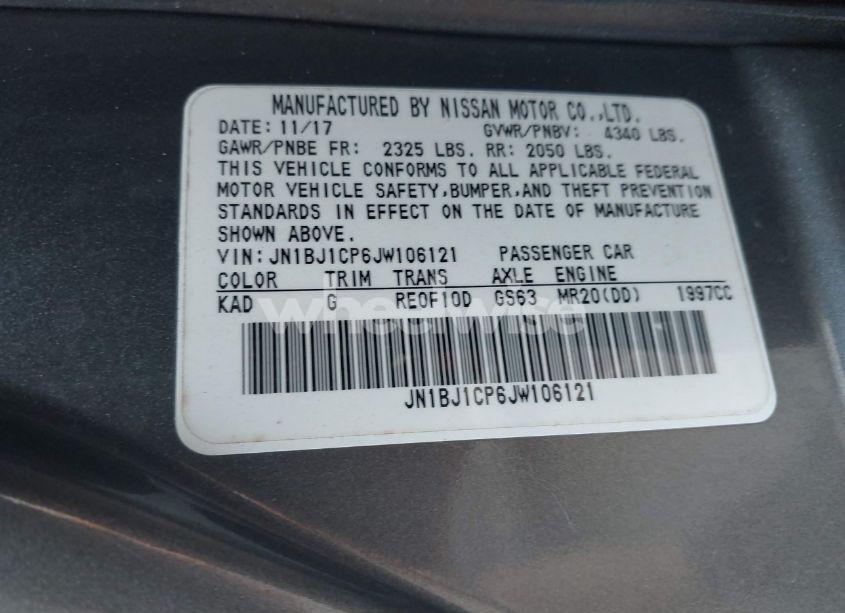 MANUFACTURED BY NISSAN MOTOR CO.,LTD.
DATE: 11/17 GVWR/PNBV: 4340 LBS.
GAWR/PNBE FR: 2325 LBS. RR: 2050 LBS.
THIS VEHICLE CONFORMS TO ALL APPLICABLE FEDERAL
MOTOR VEHICLE SAFETY,BUMPER,AND THEFT PREVENTION
STANDARDS IN EFFECT ON THE DATE OF MANUFACTURE
SHOWN ABOVE.
VIN: JN1BJ1CP6JW106121 PASSENGER CAR
COLOR TRIM TRANS AXLE ENGINE
KAD G RE0F10D GS63 MR20(DD) 1997CC
wheelwise
JN1BJ1CP6JW106121